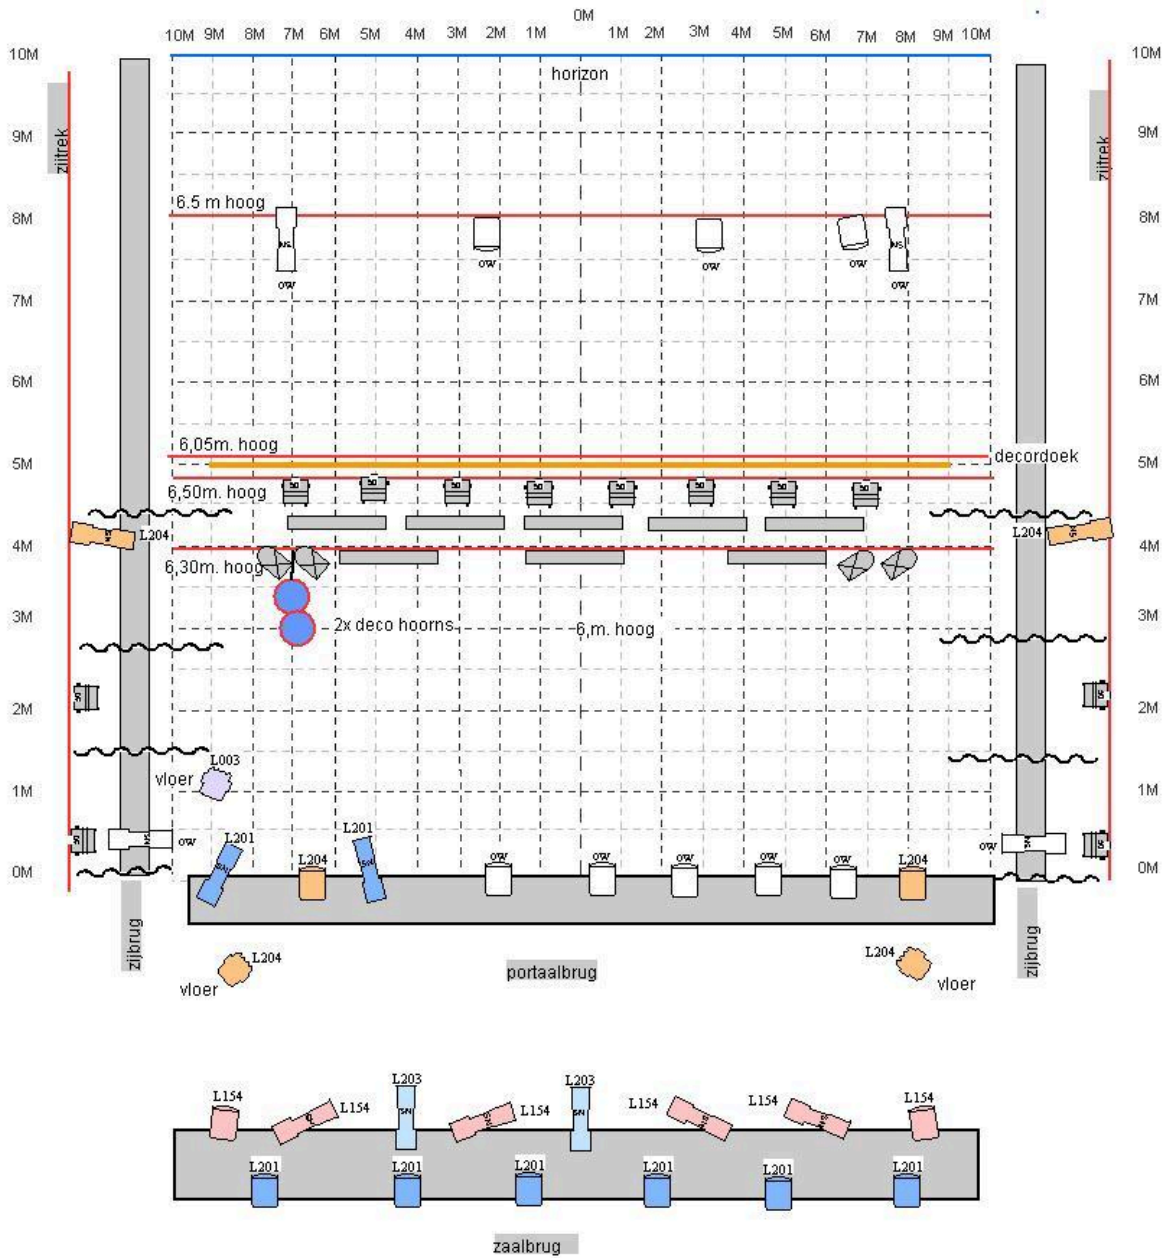 0M
10M 9M 8M 7M 6M 5M 4M 3M 2M 1M 1M 2M 3M 4M 5M 6M 7M 8M 9M 10M
10M 10M
horizon
zijtrek zijtrek
9M 9M
6.5 m hoog
8M 8M
NS NS
OW OW OW OW OW
7M 7M
6M 6M
6,05m. hoog
5M decordoek 5M
6,50m. hoog
L204 L204
4M 4M
6,30m. hoog
3M 2x deco hoorns 6,m. hoog 3M
2M 2M
L003
vloer
1M 1M
OW L201 L201 OW
L204 OW OW OW OW OW L204
0M 0M
zijbrug zijbrug
L204 L204
vloer portaalbrug vloer
L203 L203
L154 L154 L154 L154 L154 L154
L201 L201 L201 L201 L201 L201
zaalbrug